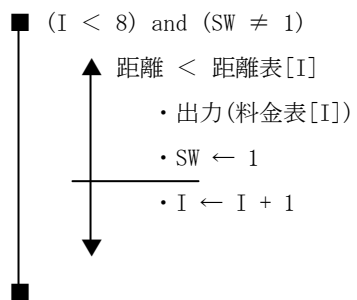 (I < 8) and (SW ≠ 1)
距離 < 距離表[I]
・出力(料金表[I])
・SW ← 1
・I ← I + 1